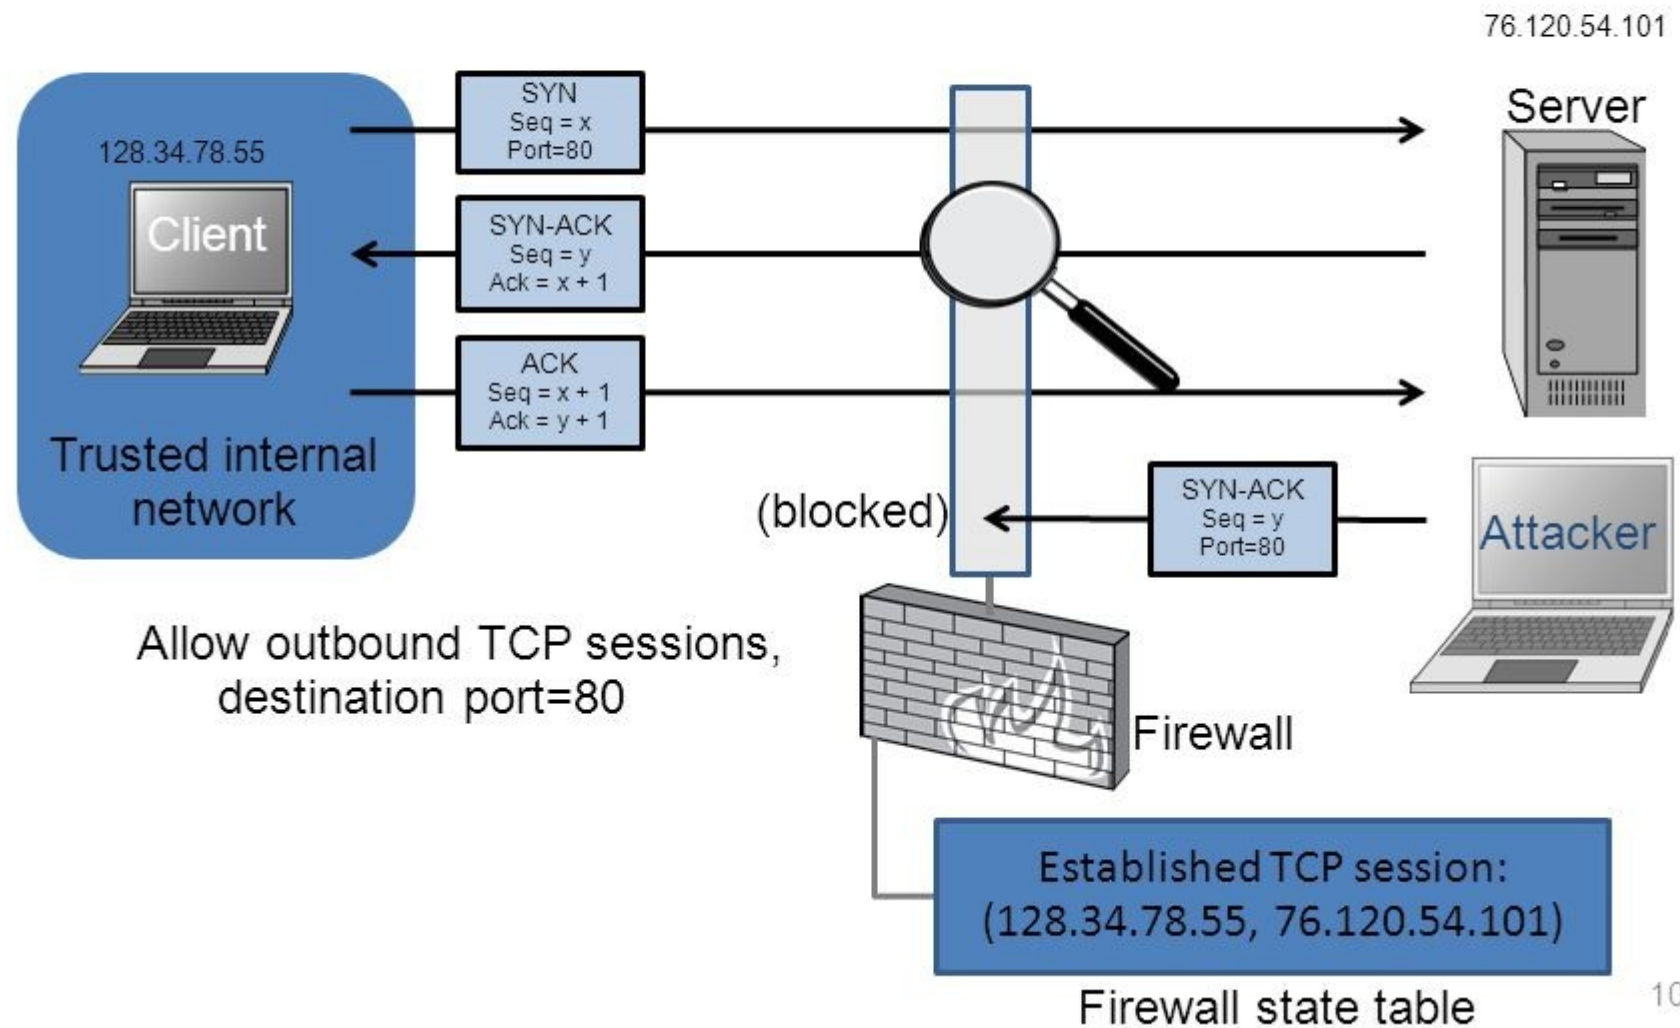 76.120.54.101
Server
SYN
Seq = x
Port=80
128.34.78.55
Client
SYN-ACK
Seq = y
Ack = x + 1
ACK
Seq = x + 1
Ack = y + 1
Trusted internal
network
(blocked)
SYN-ACK
Seq = y
Port=80
Attacker
Allow outbound TCP sessions,
destination port=80
Firewall
Established TCP session:
(128.34.78.55, 76.120.54.101)
Firewall state table
10